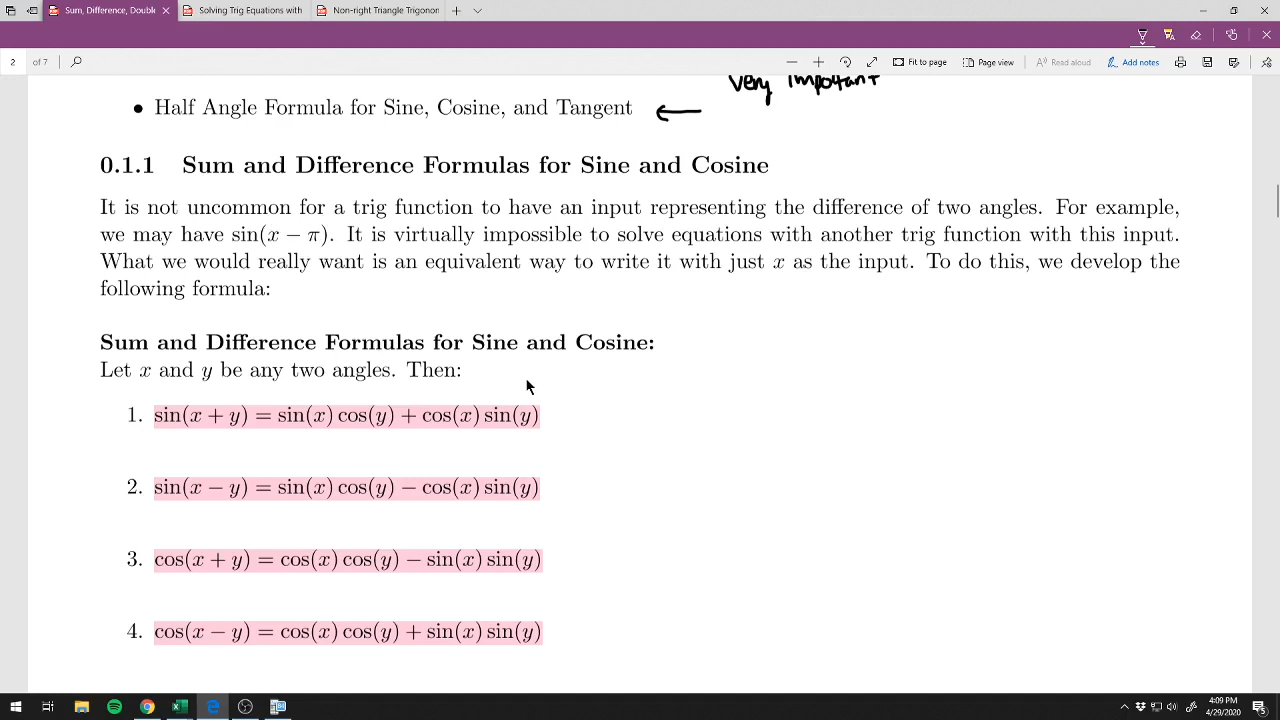 Sum, Difference, Doubl
Solving Trig Equations with
Non-right Triangle Trigonon
2 of 7
Fit to page
Page view
Read aloud
Add notes
very important
• Half Angle Formula for Sine, Cosine, and Tangent ←
0.1.1 Sum and Difference Formulas for Sine and Cosine
It is not uncommon for a trig function to have an input representing the difference of two angles. For example,
we may have sin(x − π). It is virtually impossible to solve equations with another trig function with this input.
What we would really want is an equivalent way to write it with just x as the input. To do this, we develop the
following formula:
Sum and Difference Formulas for Sine and Cosine:
Let x and y be any two angles. Then:
1. sin(x + y) = sin(x) cos(y) + cos(x) sin(y)
2. sin(x − y) = sin(x) cos(y) − cos(x) sin(y)
3. cos(x + y) = cos(x) cos(y) − sin(x) sin(y)
4. cos(x − y) = cos(x) cos(y) + sin(x) sin(y)
4:09 PM
4/29/2020